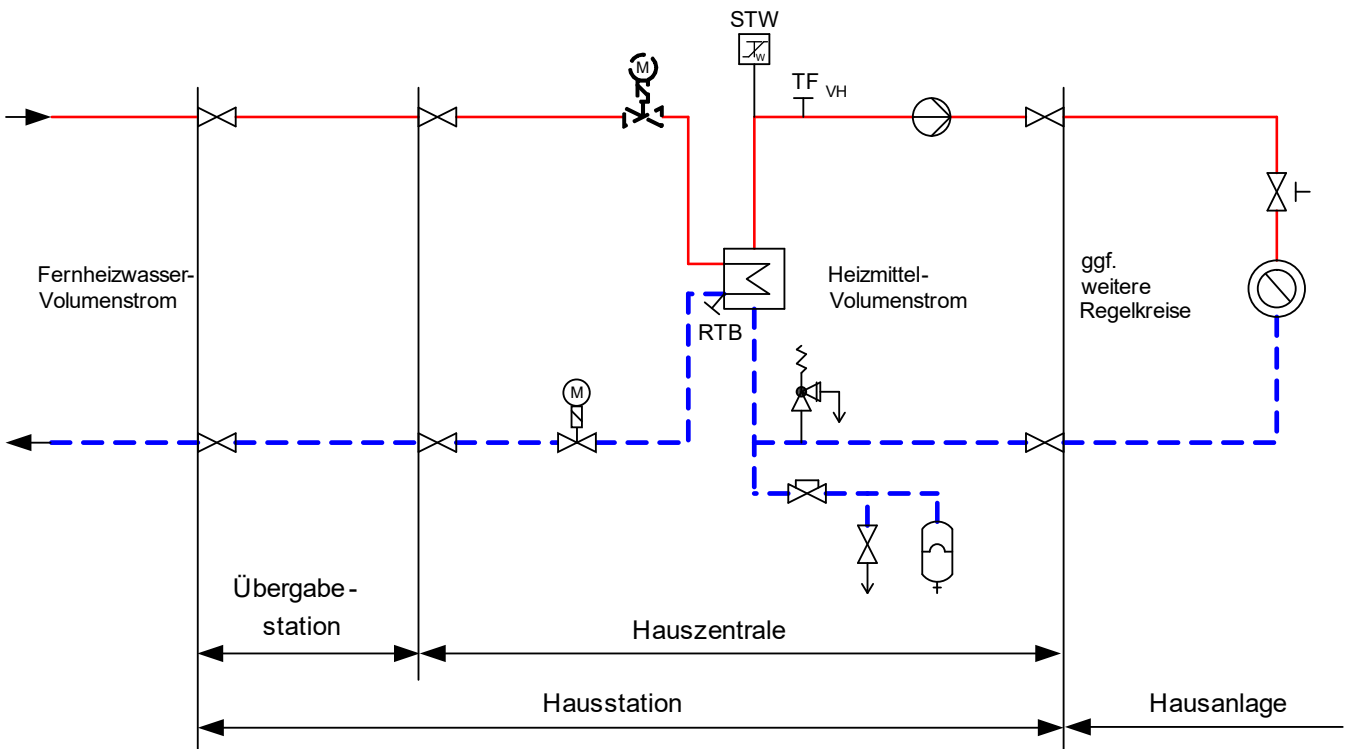 STW
W
M
TF VH
Fernheizwasser-
Volumenstrom
Heizmittel-
Volumenstrom
ggf.
weitere
Regelkreise
RTB
M
Übergabe-
station
Hauszentrale
Hausstation
Hausanlage